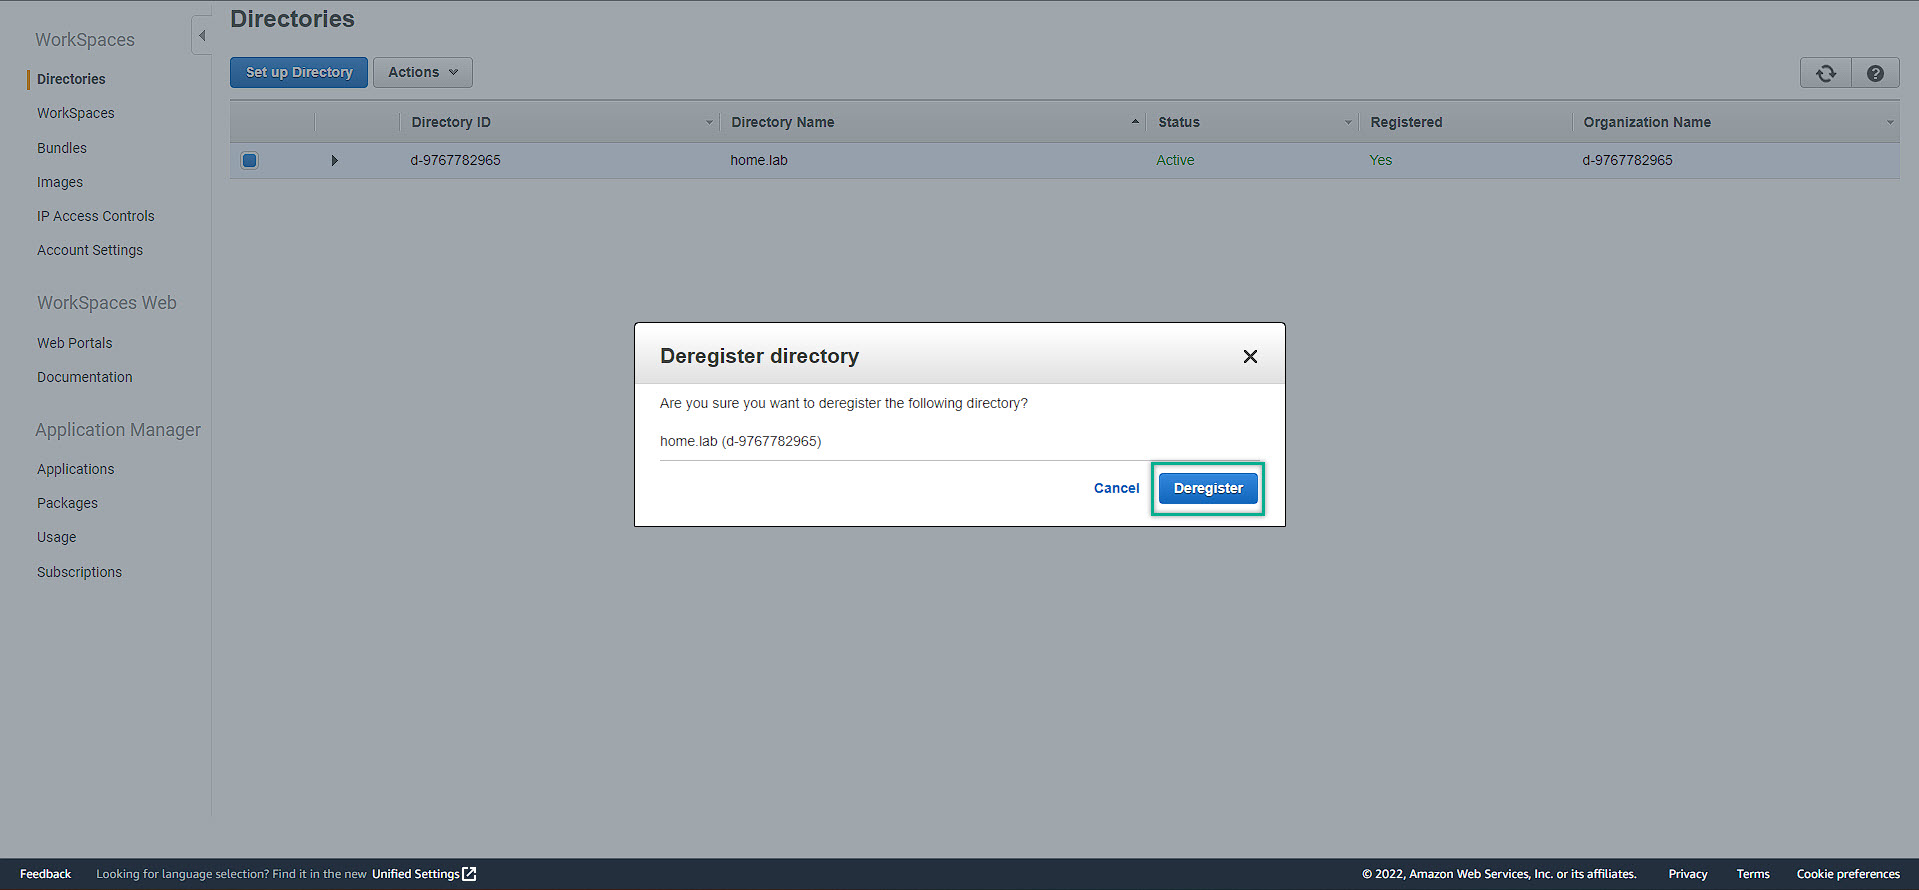 WorkSpaces
Directories
WorkSpaces
Bundles
Images
IP Access Controls
Account Settings
WorkSpaces Web
Web Portals
Documentation
Application Manager
Applications
Packages
Usage
Subscriptions
Directories
Set up Directory Actions
Directory ID Directory Name Status Registered Organization Name
d-9767782965 home.lab Active Yes d-9767782965
Deregister directory
Are you sure you want to deregister the following directory?
home.lab (d-9767782965)
Cancel Deregister
Feedback Looking for language selection? Find it in the new Unified Settings © 2022, Amazon Web Services, Inc. or its affiliates. Privacy Terms Cookie preferences